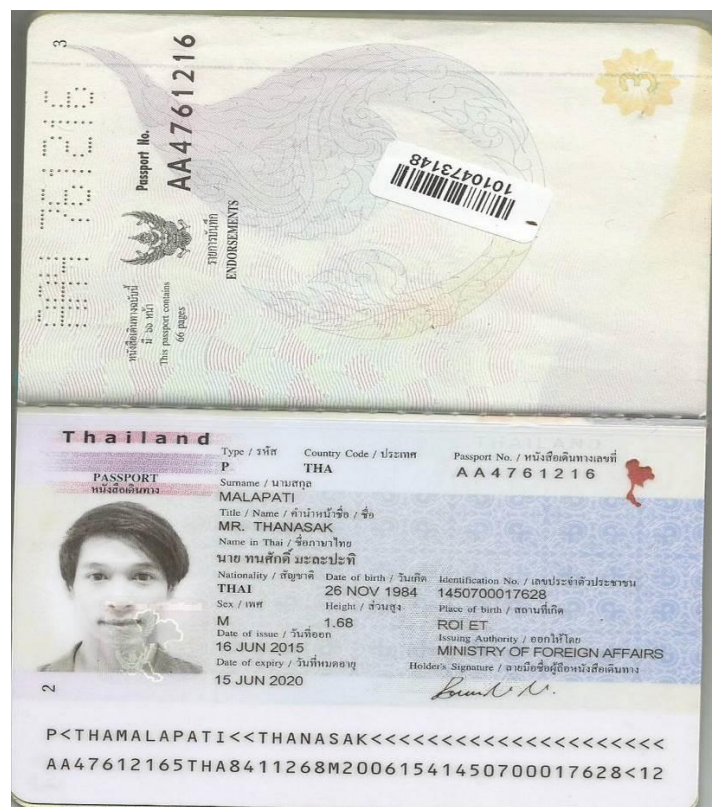 3
AA4761216
Passport No.
AA4761216
หนังสือเดินทางฉบับนี้
มี ๖๖ หน้า
This passport contains
66 pages
รายการบันทึก
ENDORSEMENTS
1010473148
3
Thailand
PASSPORT
หนังสือเดินทาง
Type / รหัส Country Code / ประเทศ Passport No. / หนังสือเดินทางเลขที่
P THA AA4761216
Surname / นามสกุล
MALAPATI
Title / Name / คำนำหน้าชื่อ / ชื่อ
MR. THANASAK
Name in Thai / ชื่อภาษาไทย
นาย ทนศักดิ์ มะละปะทิ
Nationality / สัญชาติ Date of birth / วันเกิด Identification No. / เลขประจำตัวประชาชน
THAI 26 NOV 1984 1450700017628
Sex / เพศ Height / ส่วนสูง Place of birth / สถานที่เกิด
M 1.68 ROI ET
Date of issue / วันที่ออก Issuing Authority / ออกให้โดย
16 JUN 2015 MINISTRY OF FOREIGN AFFAIRS
Date of expiry / วันที่หมดอายุ Holder's Signature / ลายมือชื่อผู้ถือหนังสือเดินทาง
15 JUN 2020
2
P<THAMALAPATI<<THANASAK<<<<<<<<<<<<<<<<<<<<<
AA47612165THA8411268M20061541450700017628<12